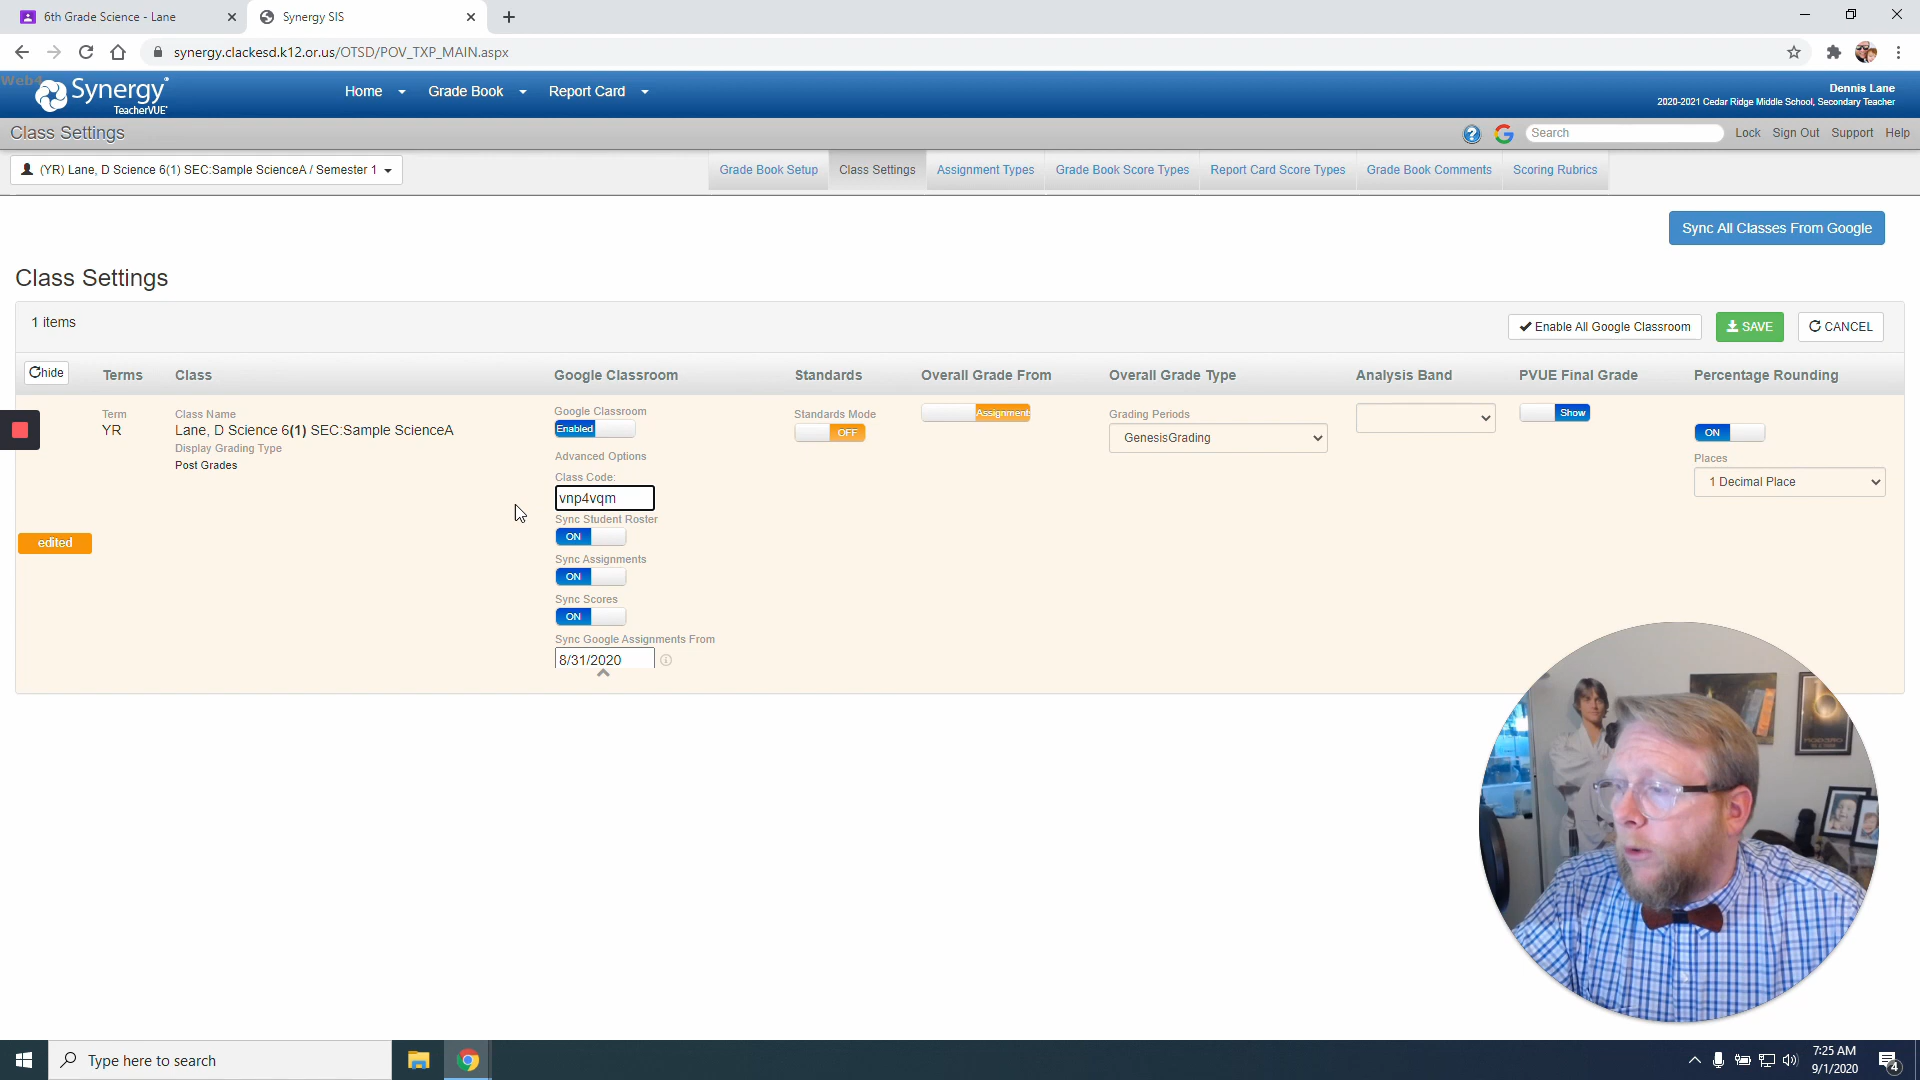 6th Grade Science - Lane
Synergy SIS
synergy.clackesd.k12.or.us/OTSD/POV_TXP_MAIN.aspx
Web4
Synergy
TeacherVUE
Home
Grade Book
Report Card
Dennis Lane
2020-2021 Cedar Ridge Middle School, Secondary Teacher
Class Settings
Search
Lock
Sign Out
Support
Help
(YR) Lane, D Science 6(1) SEC:Sample ScienceA / Semester 1
Grade Book Setup
Class Settings
Assignment Types
Grade Book Score Types
Report Card Score Types
Grade Book Comments
Scoring Rubrics
Sync All Classes From Google
Class Settings
1 items
Enable All Google Classroom
SAVE
CANCEL
hide
Terms
Class
Google Classroom
Standards
Overall Grade From
Overall Grade Type
Analysis Band
PVUE Final Grade
Percentage Rounding
Term
YR
Class Name
Lane, D Science 6(1) SEC:Sample ScienceA
Display Grading Type
Post Grades
edited
Google Classroom
Enabled
Advanced Options
Class Code:
vnp4vqm
Sync Student Roster
ON
Sync Assignments
ON
Sync Scores
ON
Sync Google Assignments From
8/31/2020
Standards Mode
OFF
Assignment
Grading Periods
GenesisGrading
Show
ON
Places
1 Decimal Place
Type here to search
7:25 AM
9/1/2020
4